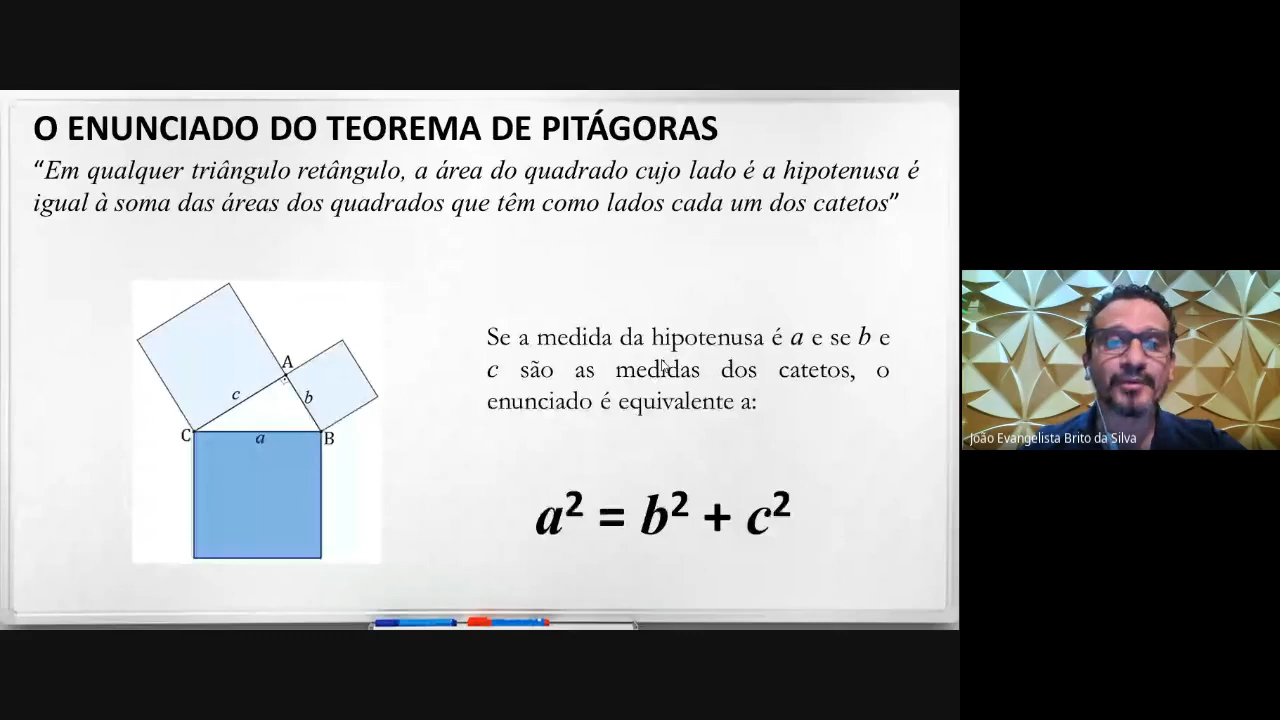 O ENUNCIADO DO TEOREMA DE PITÁGORAS
“Em qualquer triângulo retângulo, a área do quadrado cujo lado é a hipotenusa é
igual à soma das áreas dos quadrados que têm como lados cada um dos catetos”
A
c
b
C
a
B
Se a medida da hipotenusa é a e se b e
c são as medidas dos catetos, o
enunciado é equivalente a:
a² = b² + c²
João Evangelista Brito da Silva